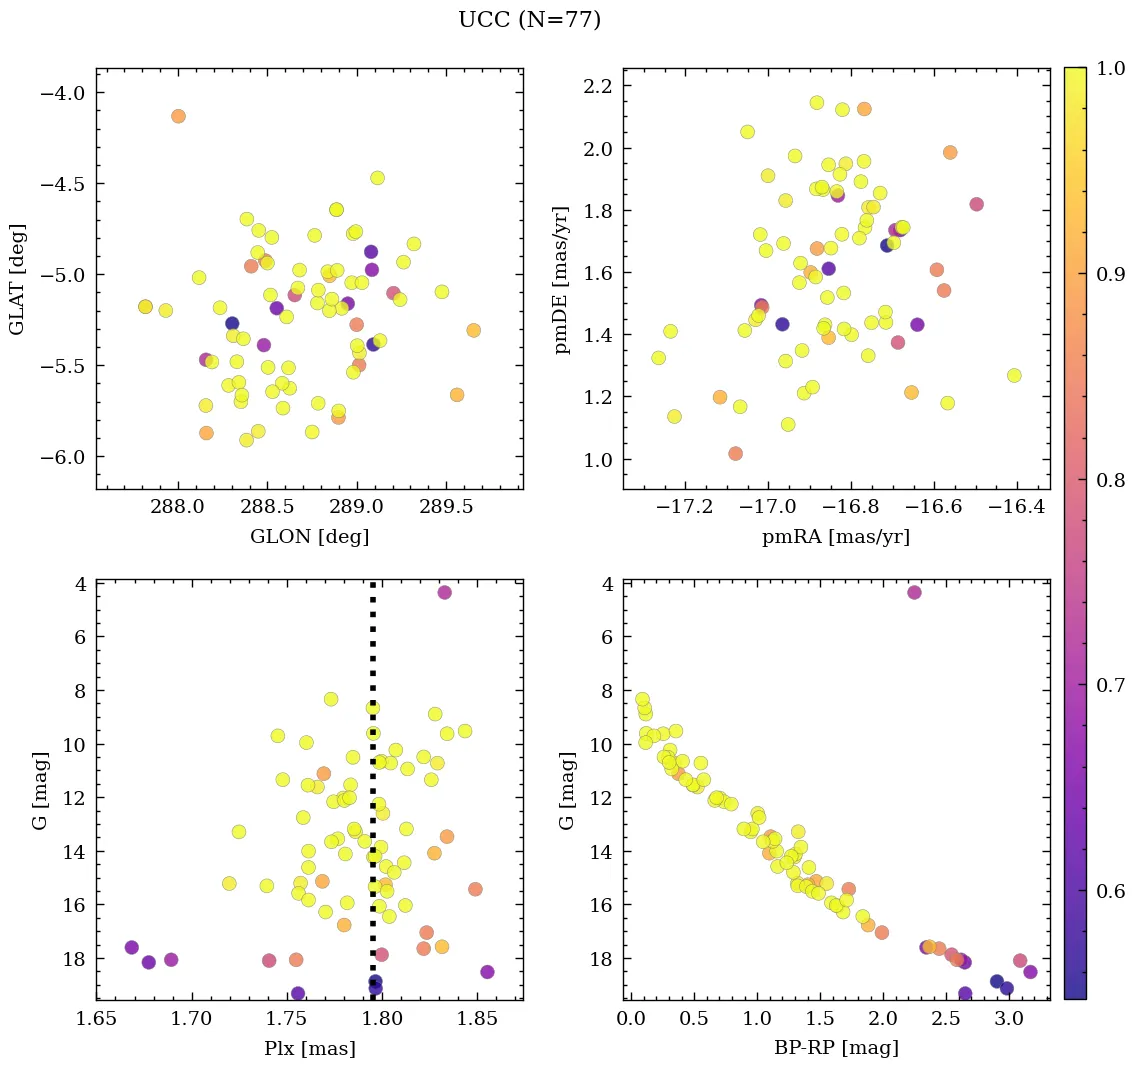 UCC (N=77)
−4.0
−4.5
−5.0
−5.5
−6.0
GLAT [deg]
288.0 288.5 289.0 289.5
GLON [deg]
2.2
2.0
1.8
1.6
1.4
1.2
1.0
pmDE [mas/yr]
−17.2 −17.0 −16.8 −16.6 −16.4
pmRA [mas/yr]
4
6
8
10
12
14
16
18
G [mag]
1.65 1.70 1.75 1.80 1.85
Plx [mas]
4
6
8
10
12
14
16
18
G [mag]
0.0 0.5 1.0 1.5 2.0 2.5 3.0
BP-RP [mag]
1.0
0.9
0.8
0.7
0.6